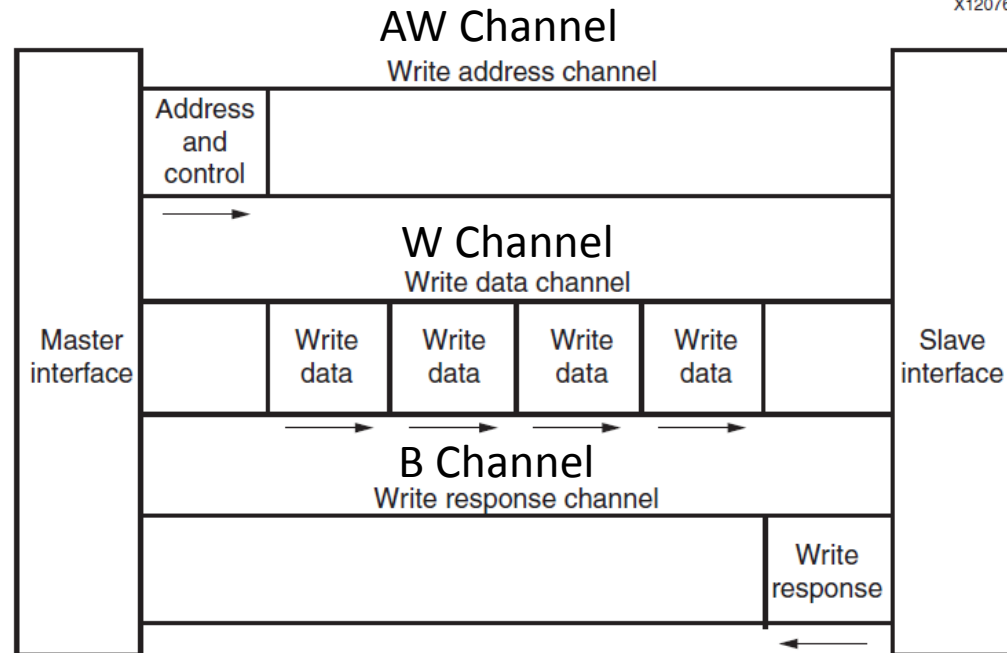 X12076
AW Channel
Write address channel
Address
and
control
W Channel
Write data channel
Master
interface
Write
data
Write
data
Write
data
Write
data
Slave
interface
B Channel
Write response channel
Write
response